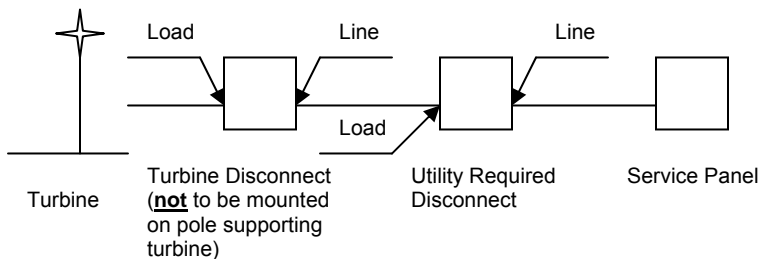 Load
Line
Line
Load
Turbine
Turbine Disconnect
(not to be mounted
on pole supporting
turbine)
Utility Required
Disconnect
Service Panel